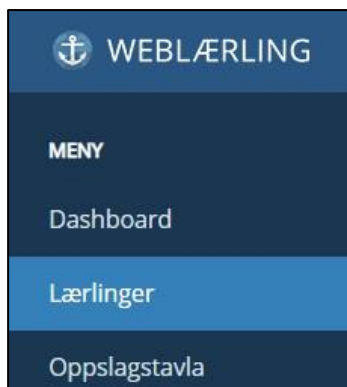 WEBLÆRLING
MENY
Dashboard
Lærlinger
Oppslagstavla